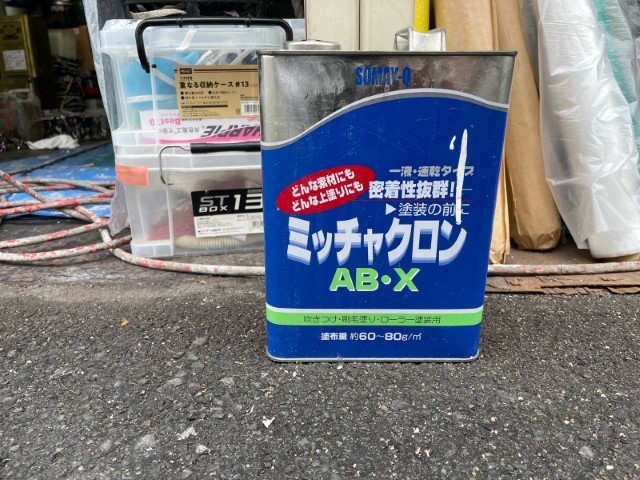 SUMAY-Q
どんな素材にも
どんな上塗りにも
一液・速乾タイプ
密着性抜群!!
▶塗装の前に
ミッチャクロン
AB・X
吹きつけ・刷毛塗り・ローラー塗装用
塗布量 約60〜80g/㎡
重なる収納ケース #13
ST
BOX 13